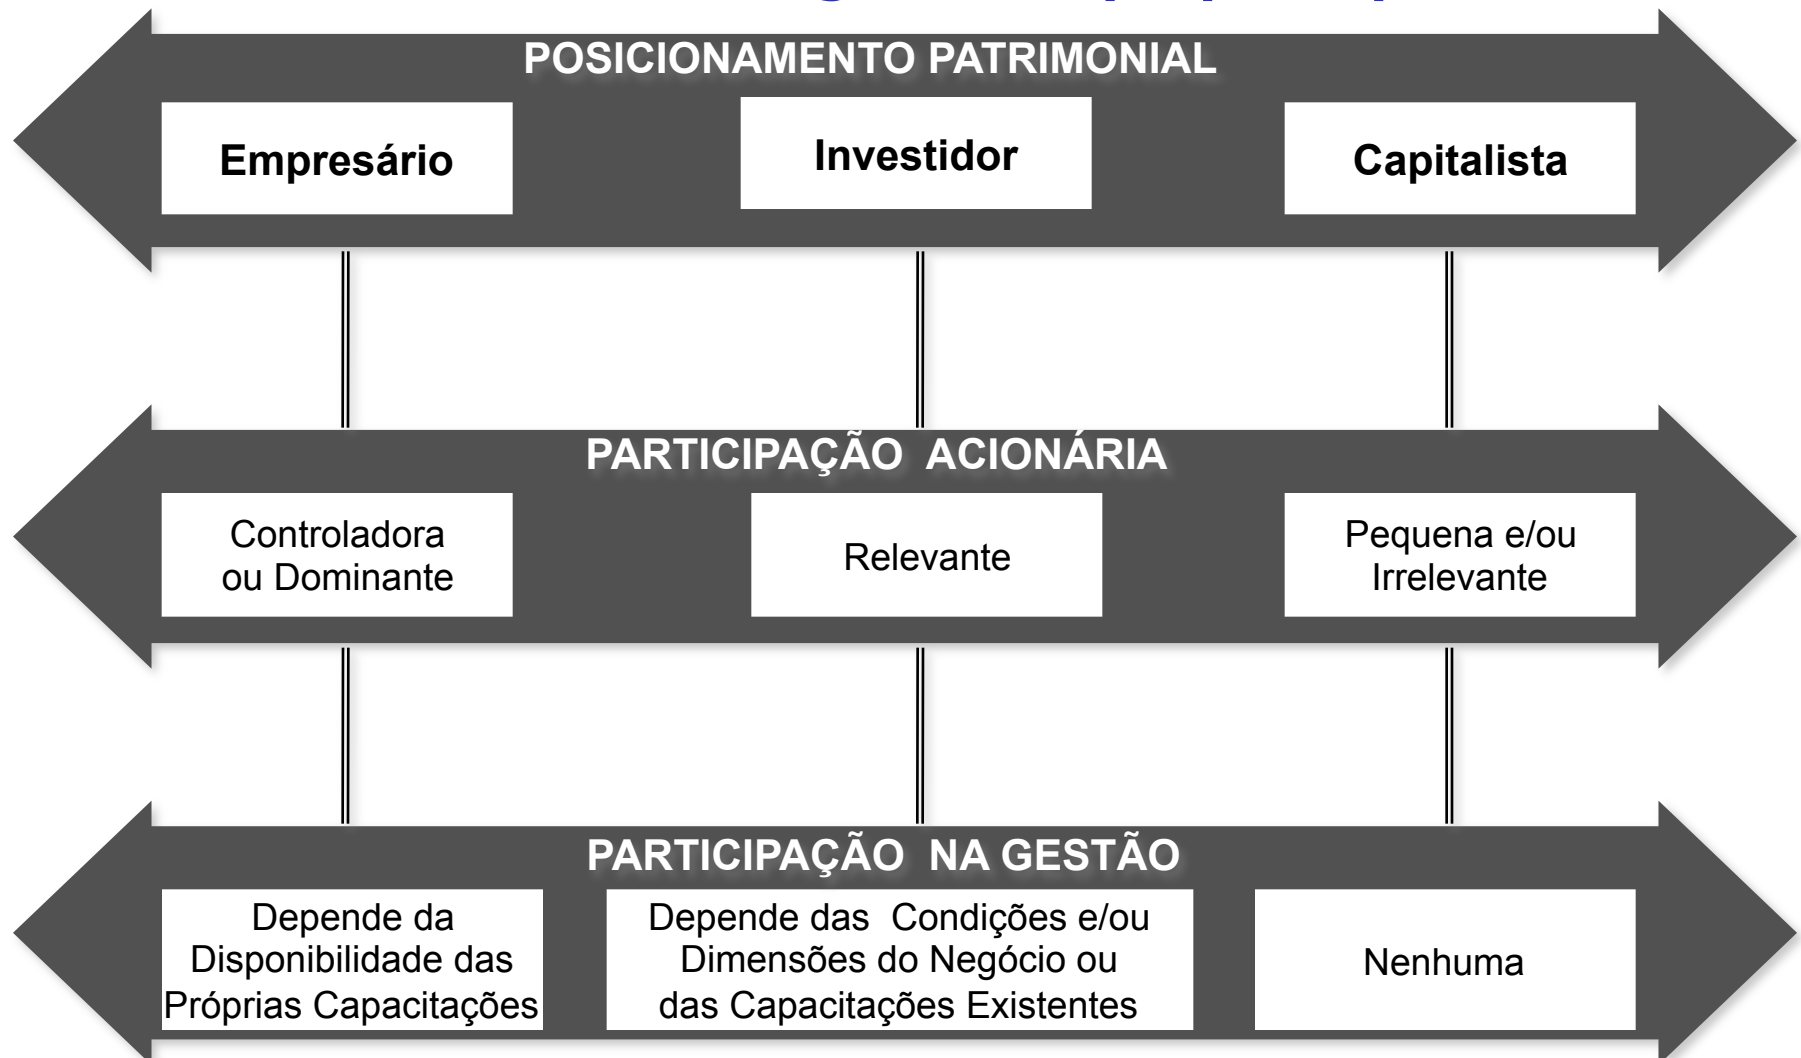 POSICIONAMENTO PATRIMONIAL
Empresário
Investidor
Capitalista
PARTICIPAÇÃO ACIONÁRIA
Controladora
ou Dominante
Relevante
Pequena e/ou
Irrelevante
PARTICIPAÇÃO NA GESTÃO
Depende da
Disponibilidade das
Próprias Capacitações
Depende das Condições e/ou
Dimensões do Negócio ou
das Capacitações Existentes
Nenhuma